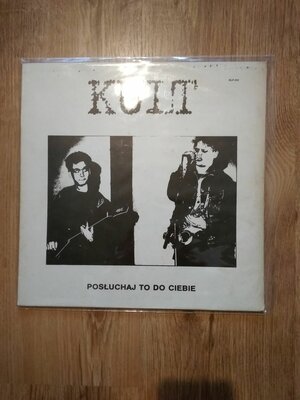 KULT
POSŁUCHAJ TO DO CIEBIE